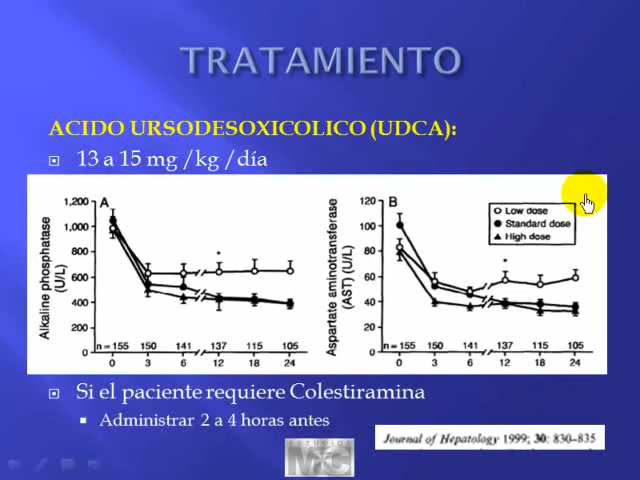 TRATAMIENTO
ACIDO URSODESOXICOLICO (UDCA):
13 a 15 mg /kg /día
A
Alkaline phosphatase (U/L)
1,200
1,000
800
600
400
200
0
*
n = 155 150 141 137 115 105
0 3 6 12 18 24
B
Aspartate aminotransferase (AST) (U/L)
120
100
80
60
40
20
0
Low dose
Standard dose
High dose
*
n = 155 150 141 137 115 105
0 3 6 12 18 24
Si el paciente requiere Colestiramina
Administrar 2 a 4 horas antes
Journal of Hepatology 1999; 30: 830–835
ESTUDIOS
MC